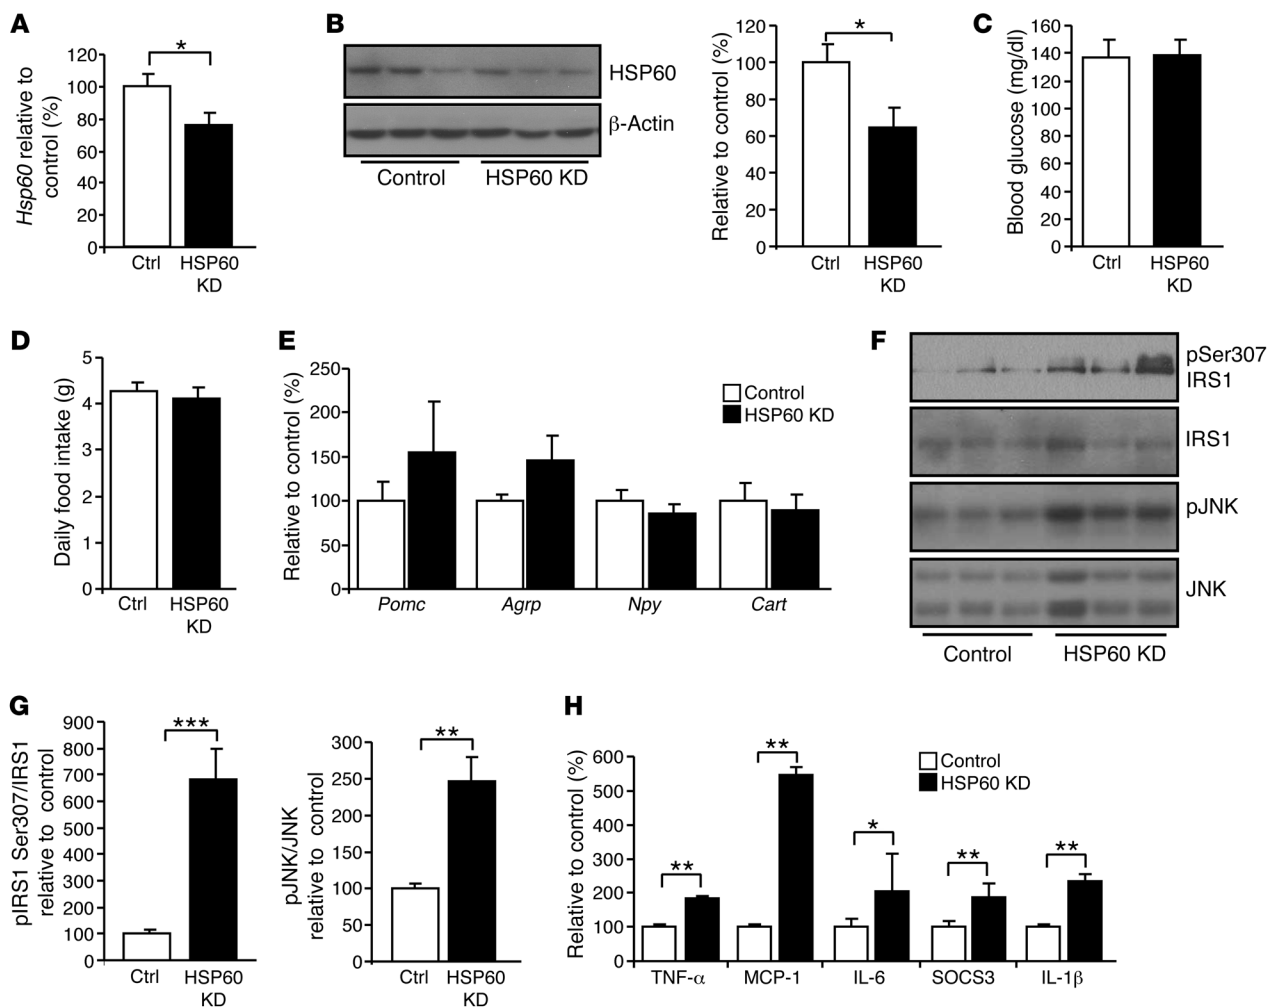 A
Hsp60 relative to
control (%)
120
100
80
60
40
20
0
*
Ctrl
HSP60
KD
B
HSP60
β-Actin
Control
HSP60 KD
Relative to control (%)
120
100
80
60
40
20
0
*
Ctrl
HSP60
KD
C
Blood glucose (mg/dl)
160
140
120
100
80
60
40
20
0
Ctrl
HSP60
KD
D
Daily food intake (g)
5
4
3
2
1
0
Ctrl
HSP60
KD
E
Relative to control (%)
250
200
150
100
50
0
Control
HSP60 KD
Pomc
Agrp
Npy
Cart
F
pSer307
IRS1
IRS1
pJNK
JNK
Control
HSP60 KD
G
pIRS1 Ser307/IRS1
relative to control
900
800
700
600
500
400
300
200
100
0
***
Ctrl
HSP60
KD
pJNK/JNK
relative to control
300
250
200
150
100
50
0
**
Ctrl
HSP60
KD
H
Relative to control (%)
600
500
400
300
200
100
0
**
**
*
**
**
Control
HSP60 KD
TNF-α
MCP-1
IL-6
SOCS3
IL-1β